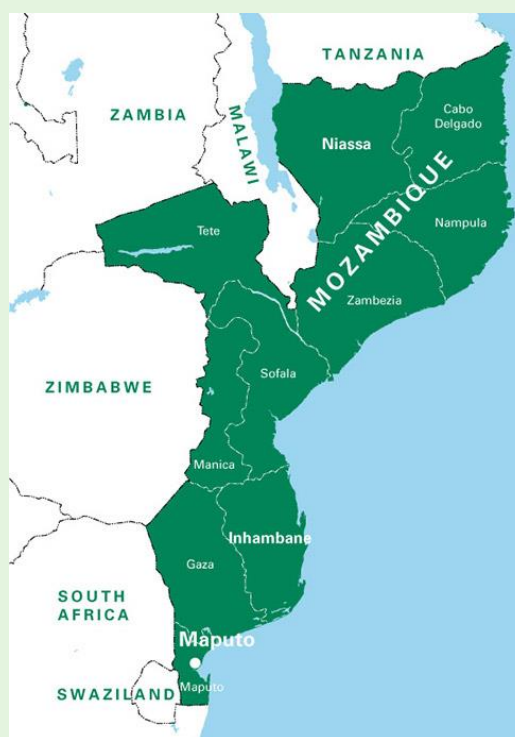 TANZANIA
ZAMBIA
MALAWI
Cabo
Delgado
Niassa
MOZAMBIQUE
Nampula
Tete
Zambezia
Sofala
ZIMBABWE
Manica
Inhambane
Gaza
SOUTH
AFRICA
Maputo
SWAZILAND
Maputo